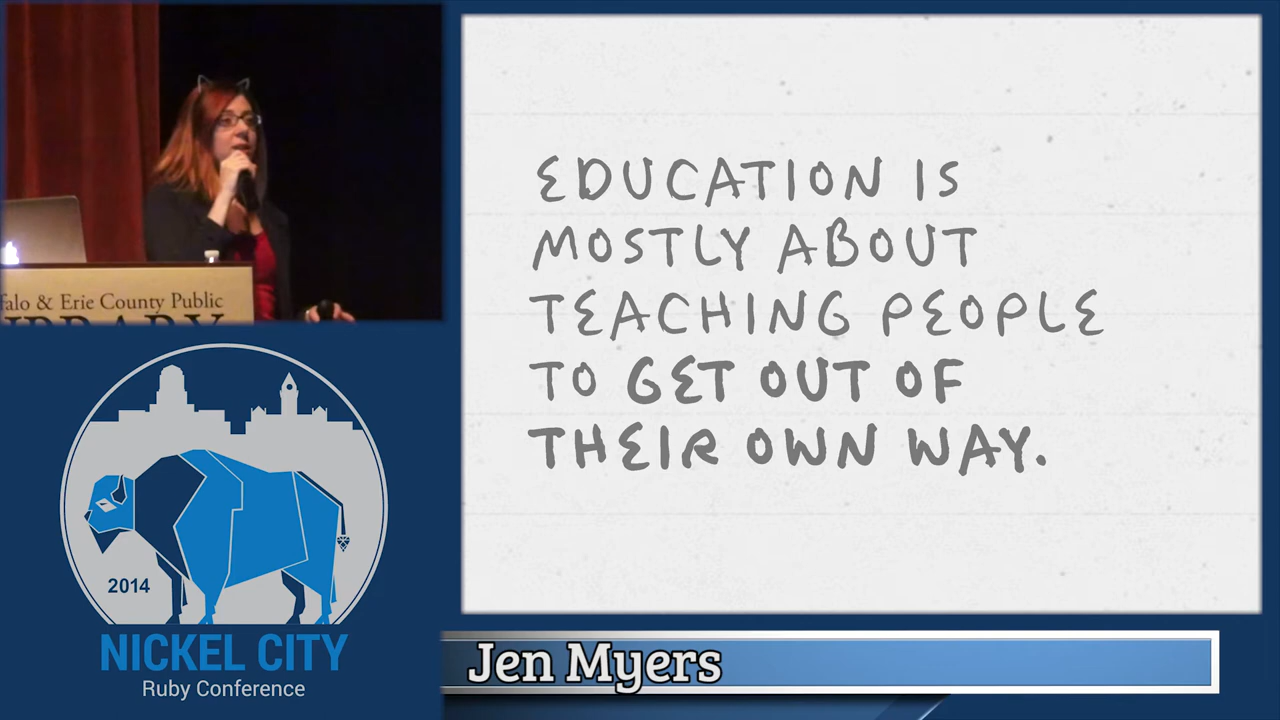 falo & Erie County Public
LIBRARY
EDUCATION IS
MOSTLY ABOUT
TEACHING PEOPLE
TO GET OUT OF
THEIR OWN WAY.
2014
NICKEL CITY
Ruby Conference
Jen Myers